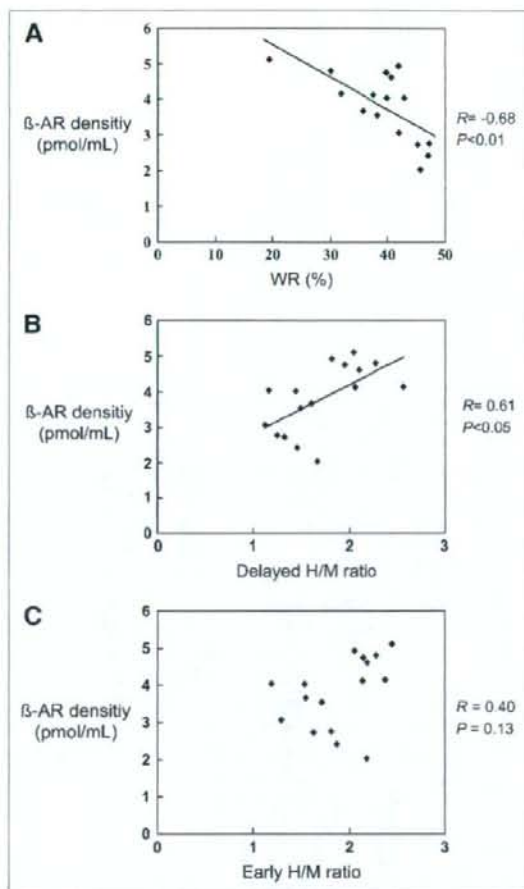 A
6
5
4
3
2
1
0
0 10 20 30 40 50
ß-AR densitiy
(pmol/mL)
WR (%)
R= -0.68
P<0.01
B
6
5
4
3
2
1
0
0 1 2 3
ß-AR densitiy
(pmol/mL)
Delayed H/M ratio
R= 0.61
P<0.05
C
6
5
4
3
2
1
0
0 1 2 3
ß-AR densitiy
(pmol/mL)
Early H/M ratio
R = 0.40
P = 0.13